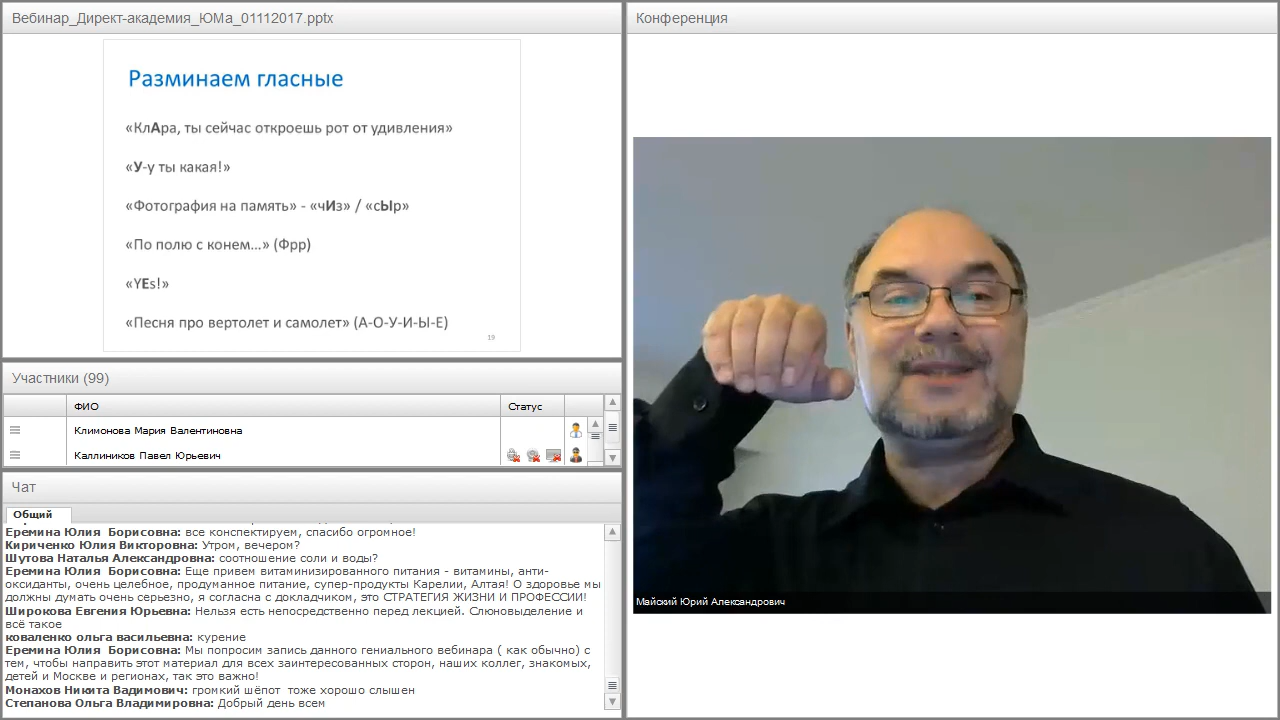 Вебинар_Директ-академия_ЮМа_01112017.pptx
Разминаем гласные
«КлАра, ты сейчас откроешь рот от удивления»
«У-у ты какая!»
«Фотография на память» - «чИз» / «сЫр»
«По полю с конем…» (Фрр)
«YEs!»
«Песня про вертолет и самолет» (А-О-У-И-Ы-Е)
19
Участники (99)
ФИО
Статус
Климонова Мария Валентиновна
Каллиников Павел Юрьевич
Чат
Общий
Еремина Юлия Борисовна: все конспектируем, спасибо огромное!
Кириченко Юлия Викторовна: Утром, вечером?
Шутова Наталья Александровна: соотношение соли и воды?
Еремина Юлия Борисовна: Еще привем витаминизированного питания - витамины, анти-
оксиданты, очень целебное, продуманное питание, супер-продукты Карелии, Алтая! О здоровье мы
должны думать очень серьезно, я согласна с докладчиком, это СТРАТЕГИЯ ЖИЗНИ И ПРОФЕССИИ!
Широкова Евгения Юрьевна: Нельзя есть непосредственно перед лекцией. Слюновыделение и
всё такое
коваленко ольга васильевна: курение
Еремина Юлия Борисовна: Мы попросим запись данного гениального вебинара ( как обычно) с
тем, чтобы направить этот материал для всех заинтересованных сторон, наших коллег, знакомых,
детей и Москве и регионах, так это важно!
Монахов Никита Вадимович: громкий шёпот тоже хорошо слышен
Степанова Ольга Владимировна: Добрый день всем
Конференция
Майский Юрий Александрович